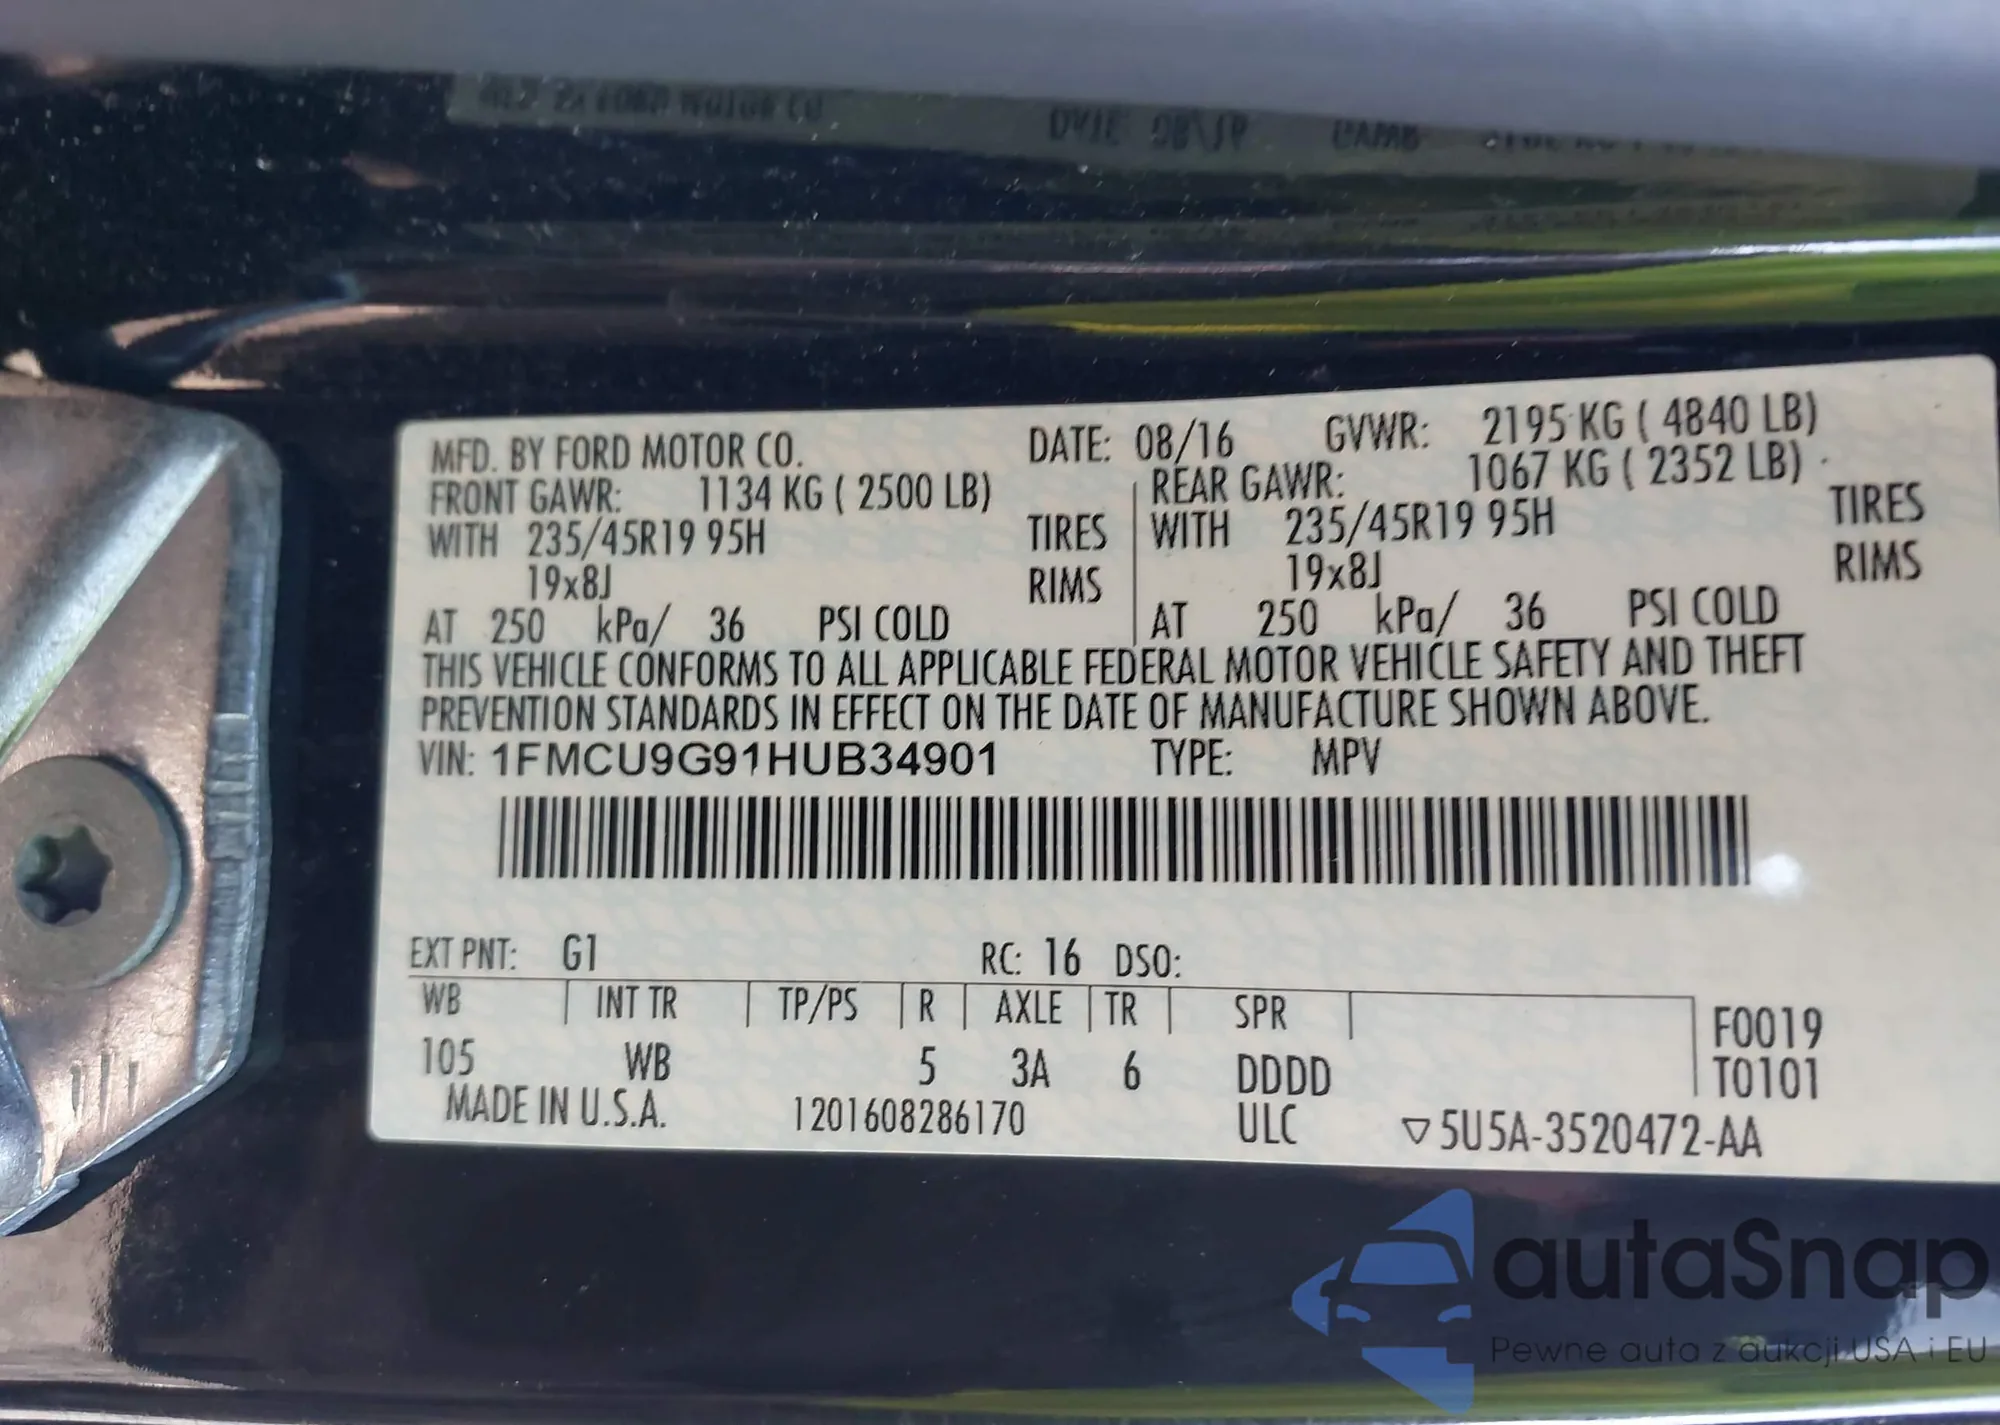 MFD. BY FORD MOTOR CO. DATE: 08/16 GVWR: 2195 KG ( 4840 LB)
FRONT GAWR: 1134 KG ( 2500 LB) REAR GAWR: 1067 KG ( 2352 LB)
WITH 235/45R19 95H TIRES WITH 235/45R19 95H TIRES
19x8J RIMS 19x8J RIMS
AT 250 kPa/ 36 PSI COLD AT 250 kPa/ 36 PSI COLD
THIS VEHICLE CONFORMS TO ALL APPLICABLE FEDERAL MOTOR VEHICLE SAFETY AND THEFT
PREVENTION STANDARDS IN EFFECT ON THE DATE OF MANUFACTURE SHOWN ABOVE.
VIN: 1FMCU9G91HUB34901 TYPE: MPV
EXT PNT: G1 RC: 16 DSO:
WB INT TR TP/PS R AXLE TR SPR F0019
105 WB 5 3A 6 DDDD T0101
MADE IN U.S.A. 1201608286170 ULC ▽5U5A-3520472-AA
autaSnap
Pewne auta z aukcji USA i EU